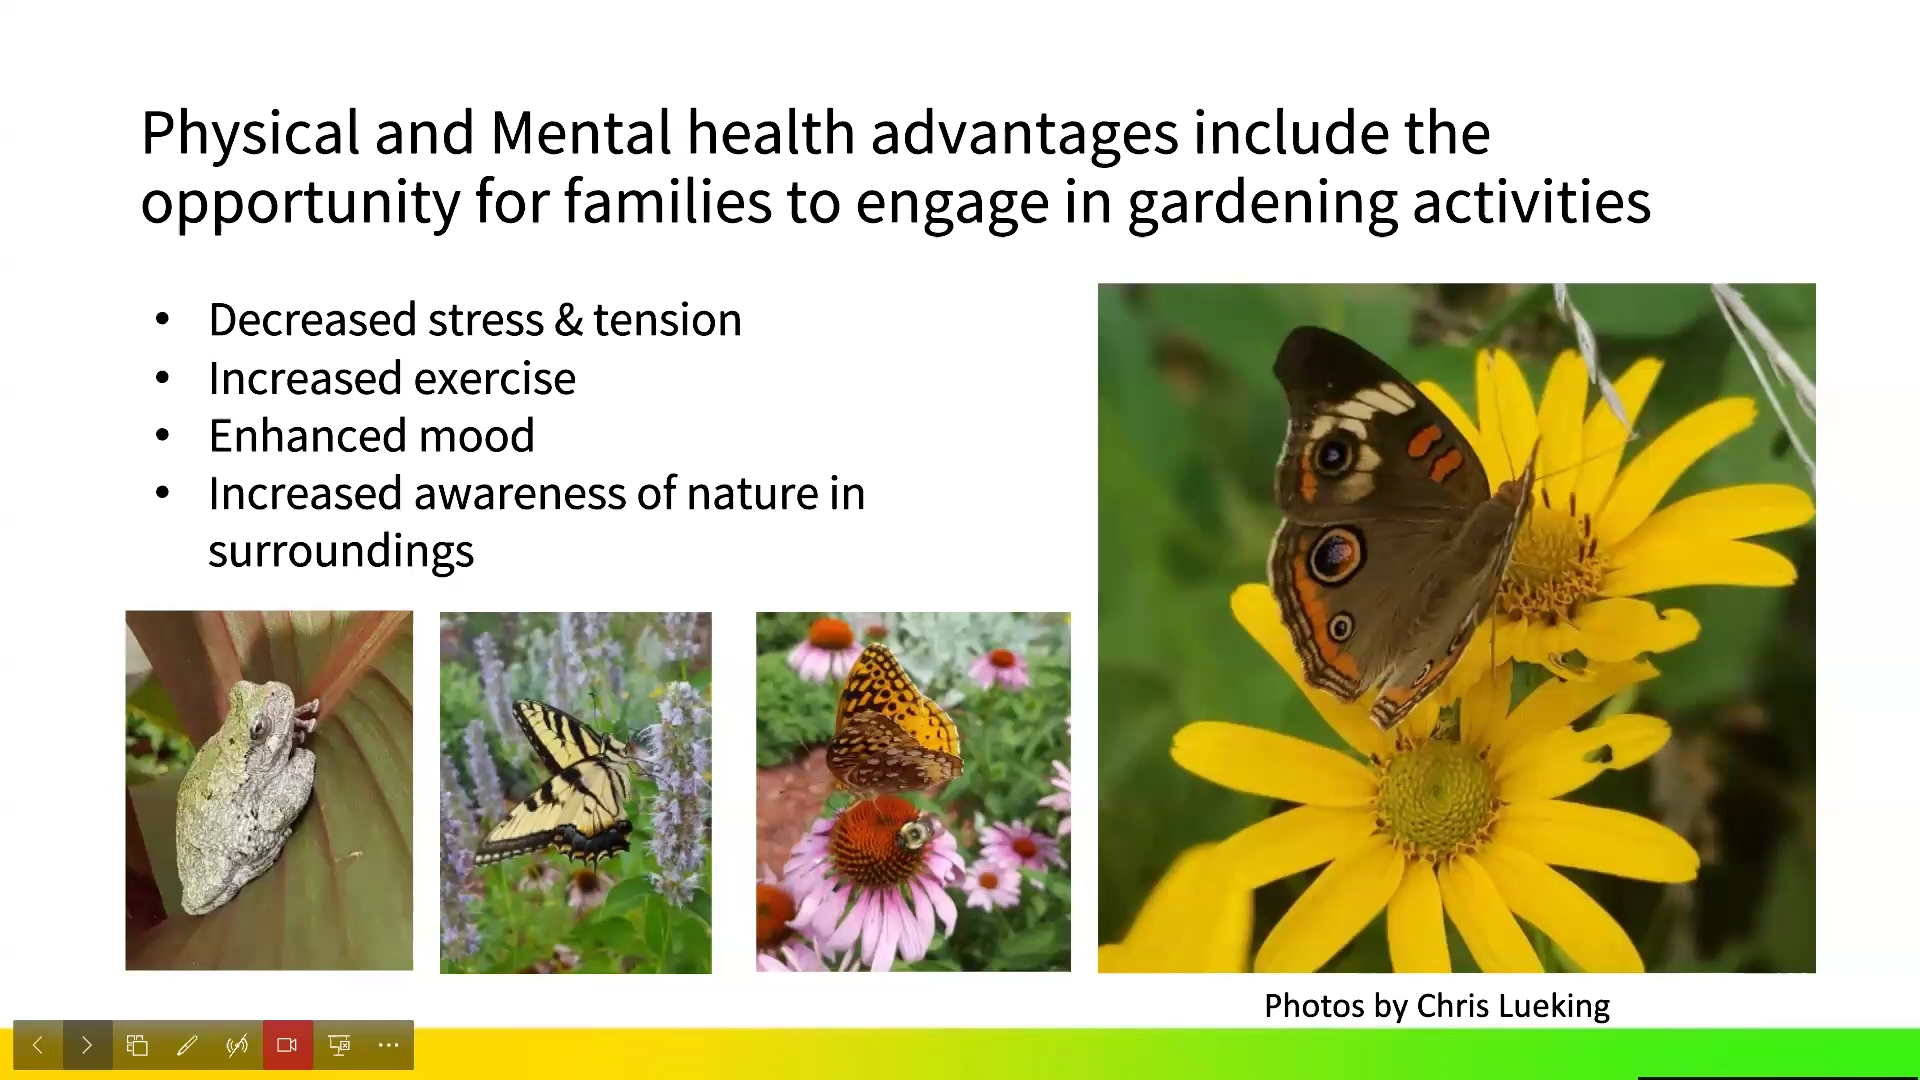 Physical and Mental health advantages include the
opportunity for families to engage in gardening activities
• Decreased stress & tension
• Increased exercise
• Enhanced mood
• Increased awareness of nature in
surroundings
Photos by Chris Lueking